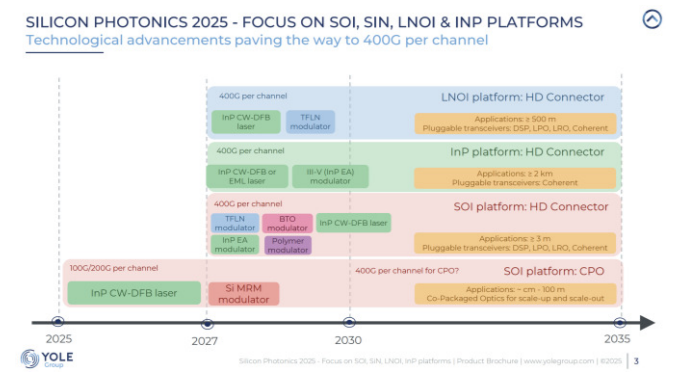 SILICON PHOTONICS 2025 - FOCUS ON SOI, SIN, LNOI & INP PLATFORMS
Technological advancements paving the way to 400G per channel
400G per channel
LNOI platform: HD Connector
InP CW-DFB
laser
TFLN
modulator
Applications: ≥ 500 m
Pluggable transceivers: DSP, LPO, LRO, Coherent
400G per channel
InP platform: HD Connector
InP CW-DFB or
EML laser
III-V (InP EA)
modulator
Applications: ≥ 2 km
Pluggable transceivers: Coherent
400G per channel
SOI platform: HD Connector
TFLN
modulator
BTO
modulator
InP CW-DFB laser
InP EA
modulator
Polymer
modulator
Applications: ≥ 3 m
Pluggable transceivers: DSP, LPO, LRO, Coherent
100G/200G per channel
400G per channel for CPO?
SOI platform: CPO
InP CW-DFB laser
Si MRM
modulator
Applications: ~ cm - 100 m
Co-Packaged Optics for scale-up and scale-out
2025
2027
2030
2035
YOLE
Group
Silicon Photonics 2025 - Focus on SOI, SiN, LNOI, InP platforms | Product Brochure | www.yolegroup.com | ©2025
3